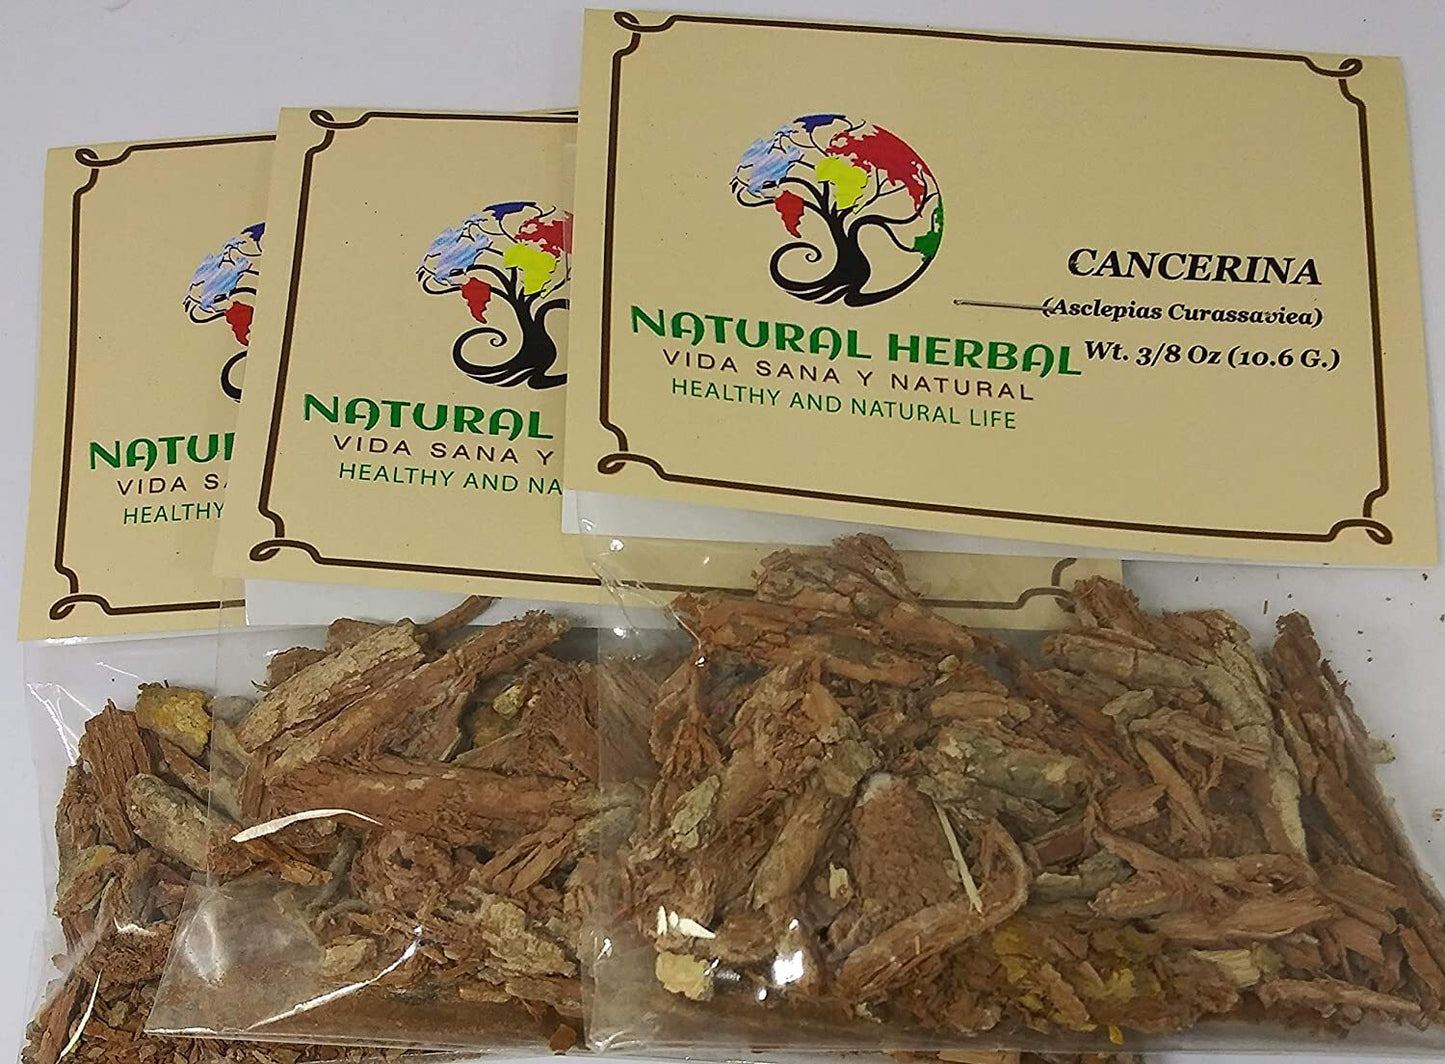 NATURAL HERBAL
VIDA SANA Y NATURAL
HEALTHY AND NATURAL LIFE
CANCERINA
(Asclepias Curassaviea)
Wt. 3/8 Oz (10.6 G.)
NATURAL
VIDA SANA Y
HEALTHY AND NA
NATU
VIDA S
HEALTHY